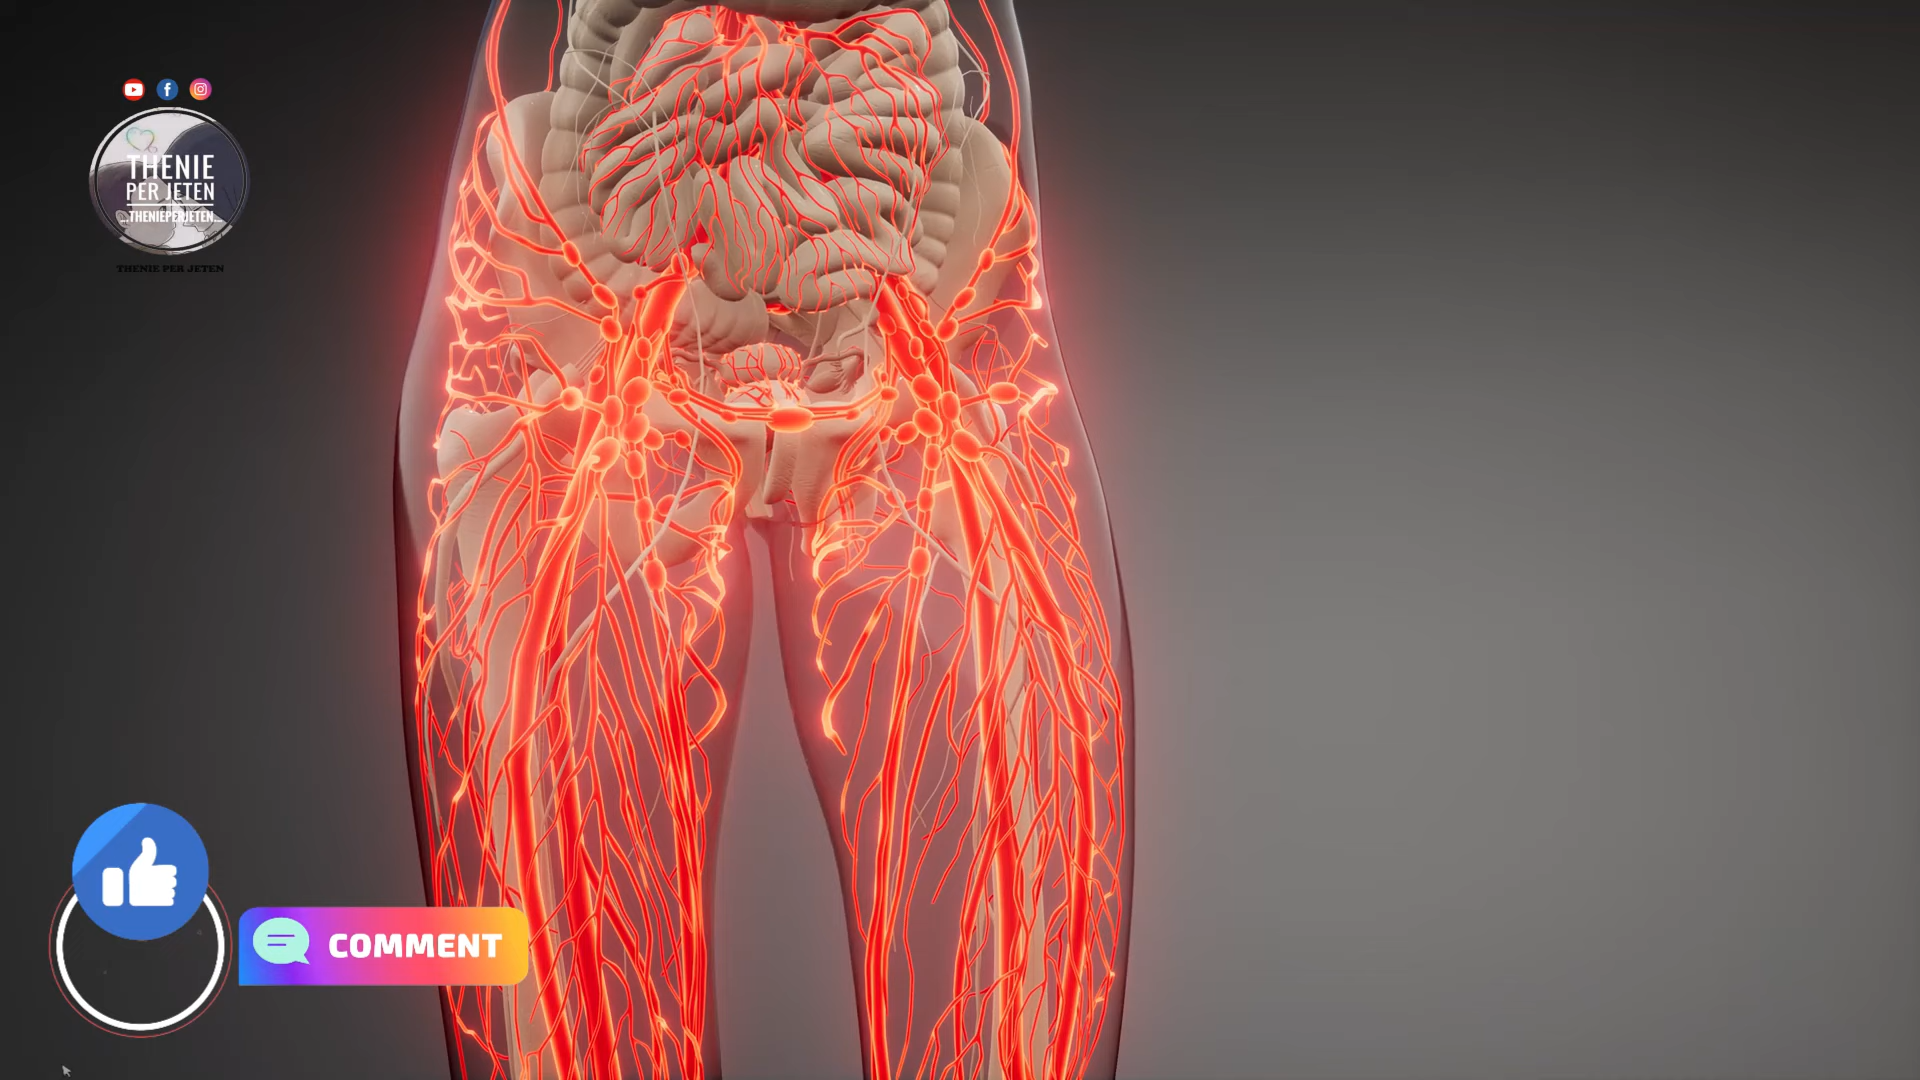 THENIE
PER JETEN
...THENIEPERJETEN...
THENIE PER JETEN
COMMENT